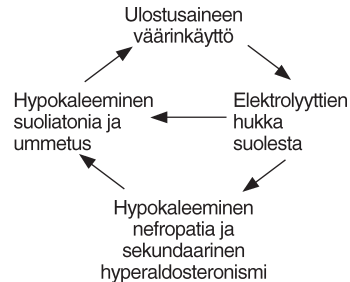 Ulostusaineen
väärinkäyttö
Elektrolyyttien
hukka
suolesta
Hypokaleeminen
suoliatonia ja
ummetus
Hypokaleeminen
nefropatia ja
sekundaarinen
hyperaldosteronismi